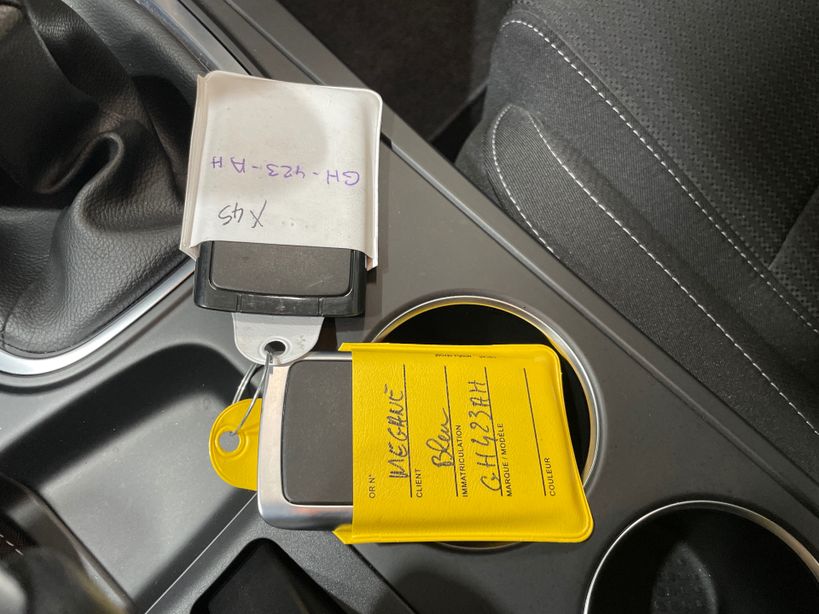 GH-423-AH
X45
OR N°
MEGANE
CLIENT
Bleu
IMMATRICULATION
GH423AH
MARQUE / MODÈLE
COULEUR